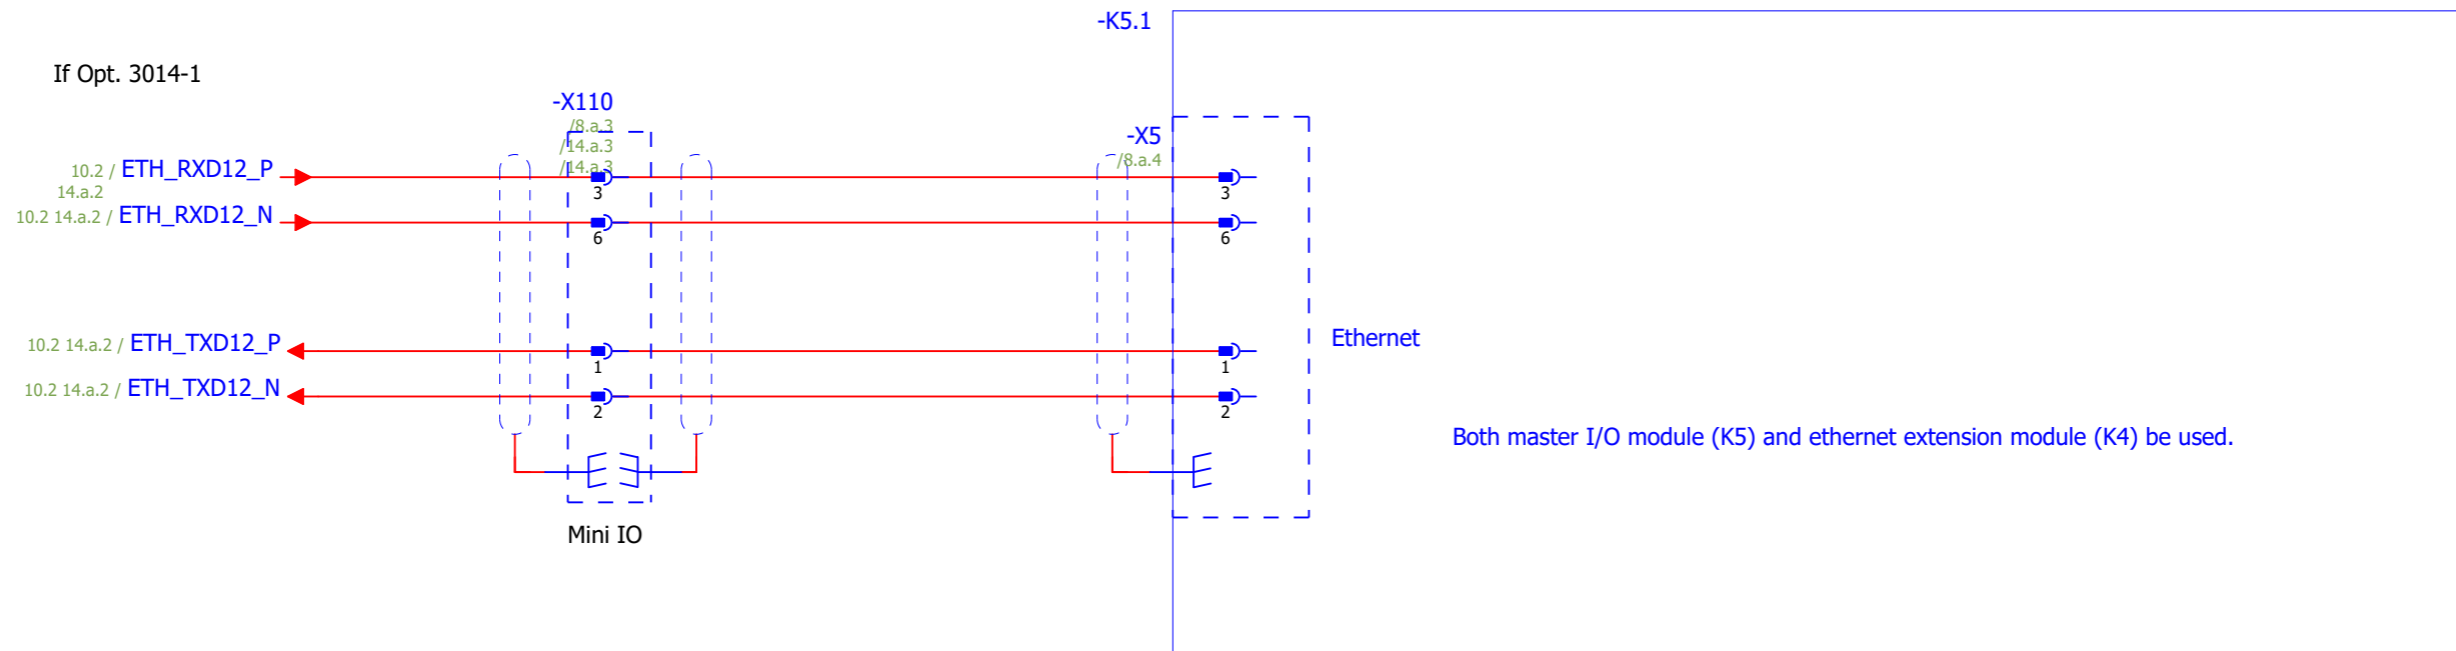 -K5.1
If Opt. 3014-1
-X110
/8.a.3
/14.a.3
/14.a.3
-X5
/8.a.4
10.2 / ETH_RXD12_P
14.a.2
3
3
10.2 14.a.2 / ETH_RXD12_N
6
6
Ethernet
10.2 14.a.2 / ETH_TXD12_P
1
1
10.2 14.a.2 / ETH_TXD12_N
2
2
Both master I/O module (K5) and ethernet extension module (K4) be used.
Mini IO